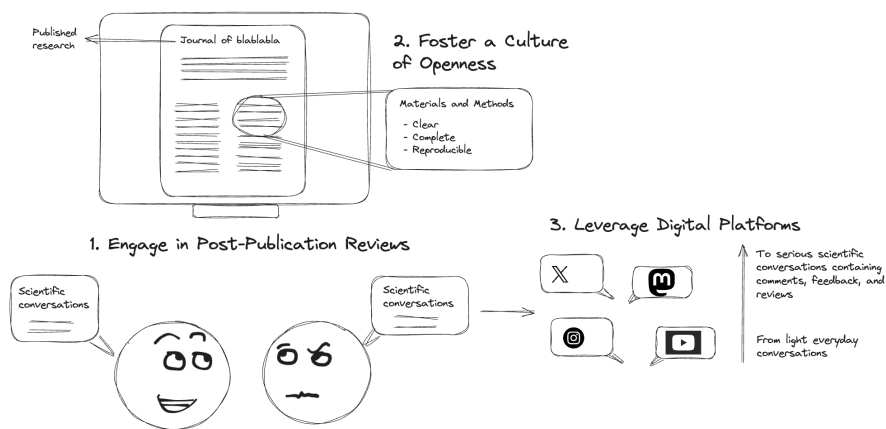 Published
research
Journal of blablabla
2. Foster a Culture
of Openness
Materials and Methods
- Clear
- Complete
- Reproducible
1. Engage in Post-Publication Reviews
Scientific
conversations
Scientific
conversations
3. Leverage Digital Platforms
To serious scientific
conversations containing
comments, feedback, and
reviews
From light everyday
conversations